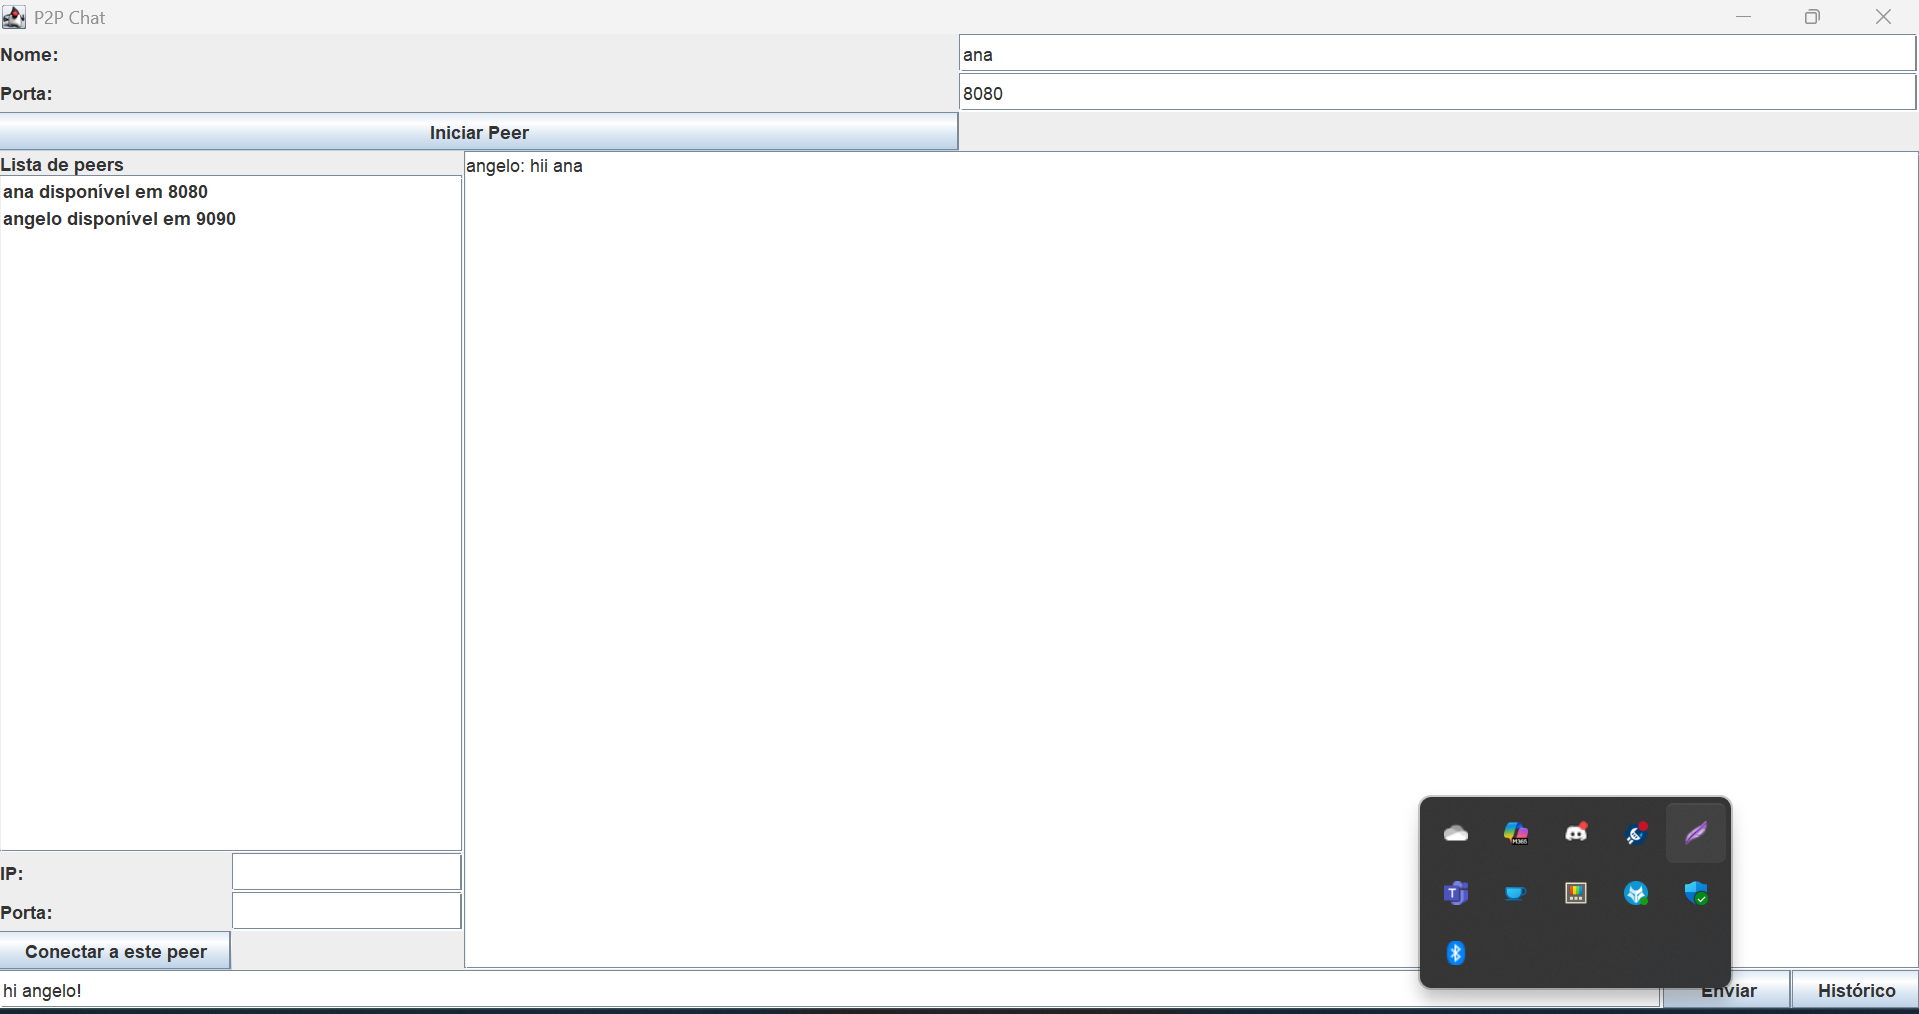 P2P Chat
Nome:
ana
Porta:
8080
Iniciar Peer
Lista de peers
ana disponível em 8080
angelo disponível em 9090
angelo: hii ana
IP:
Porta:
Conectar a este peer
M365
T
hi angelo!
Enviar
Histórico